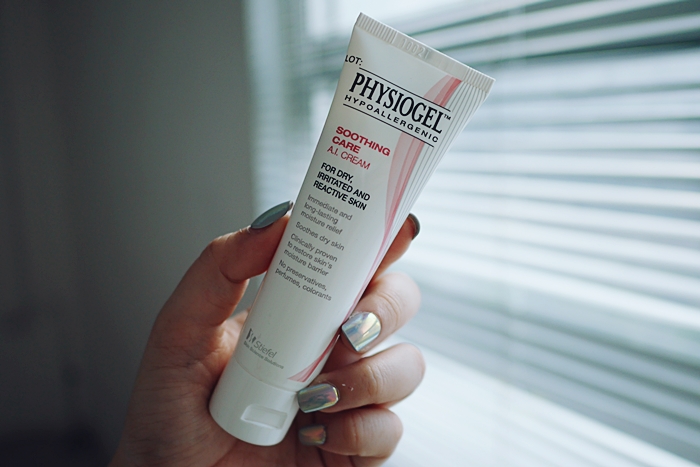 LOT:
PHYSIOGEL™
HYPOALLERGENIC
SOOTHING
CARE
A.I. CREAM
FOR DRY,
IRRITATED AND
REACTIVE SKIN
Immediate and
long-lasting
moisture relief
Soothes dry skin
Clinically proven
to restore skin's
moisture barrier
No preservatives,
perfumes, colorants
Stiefel